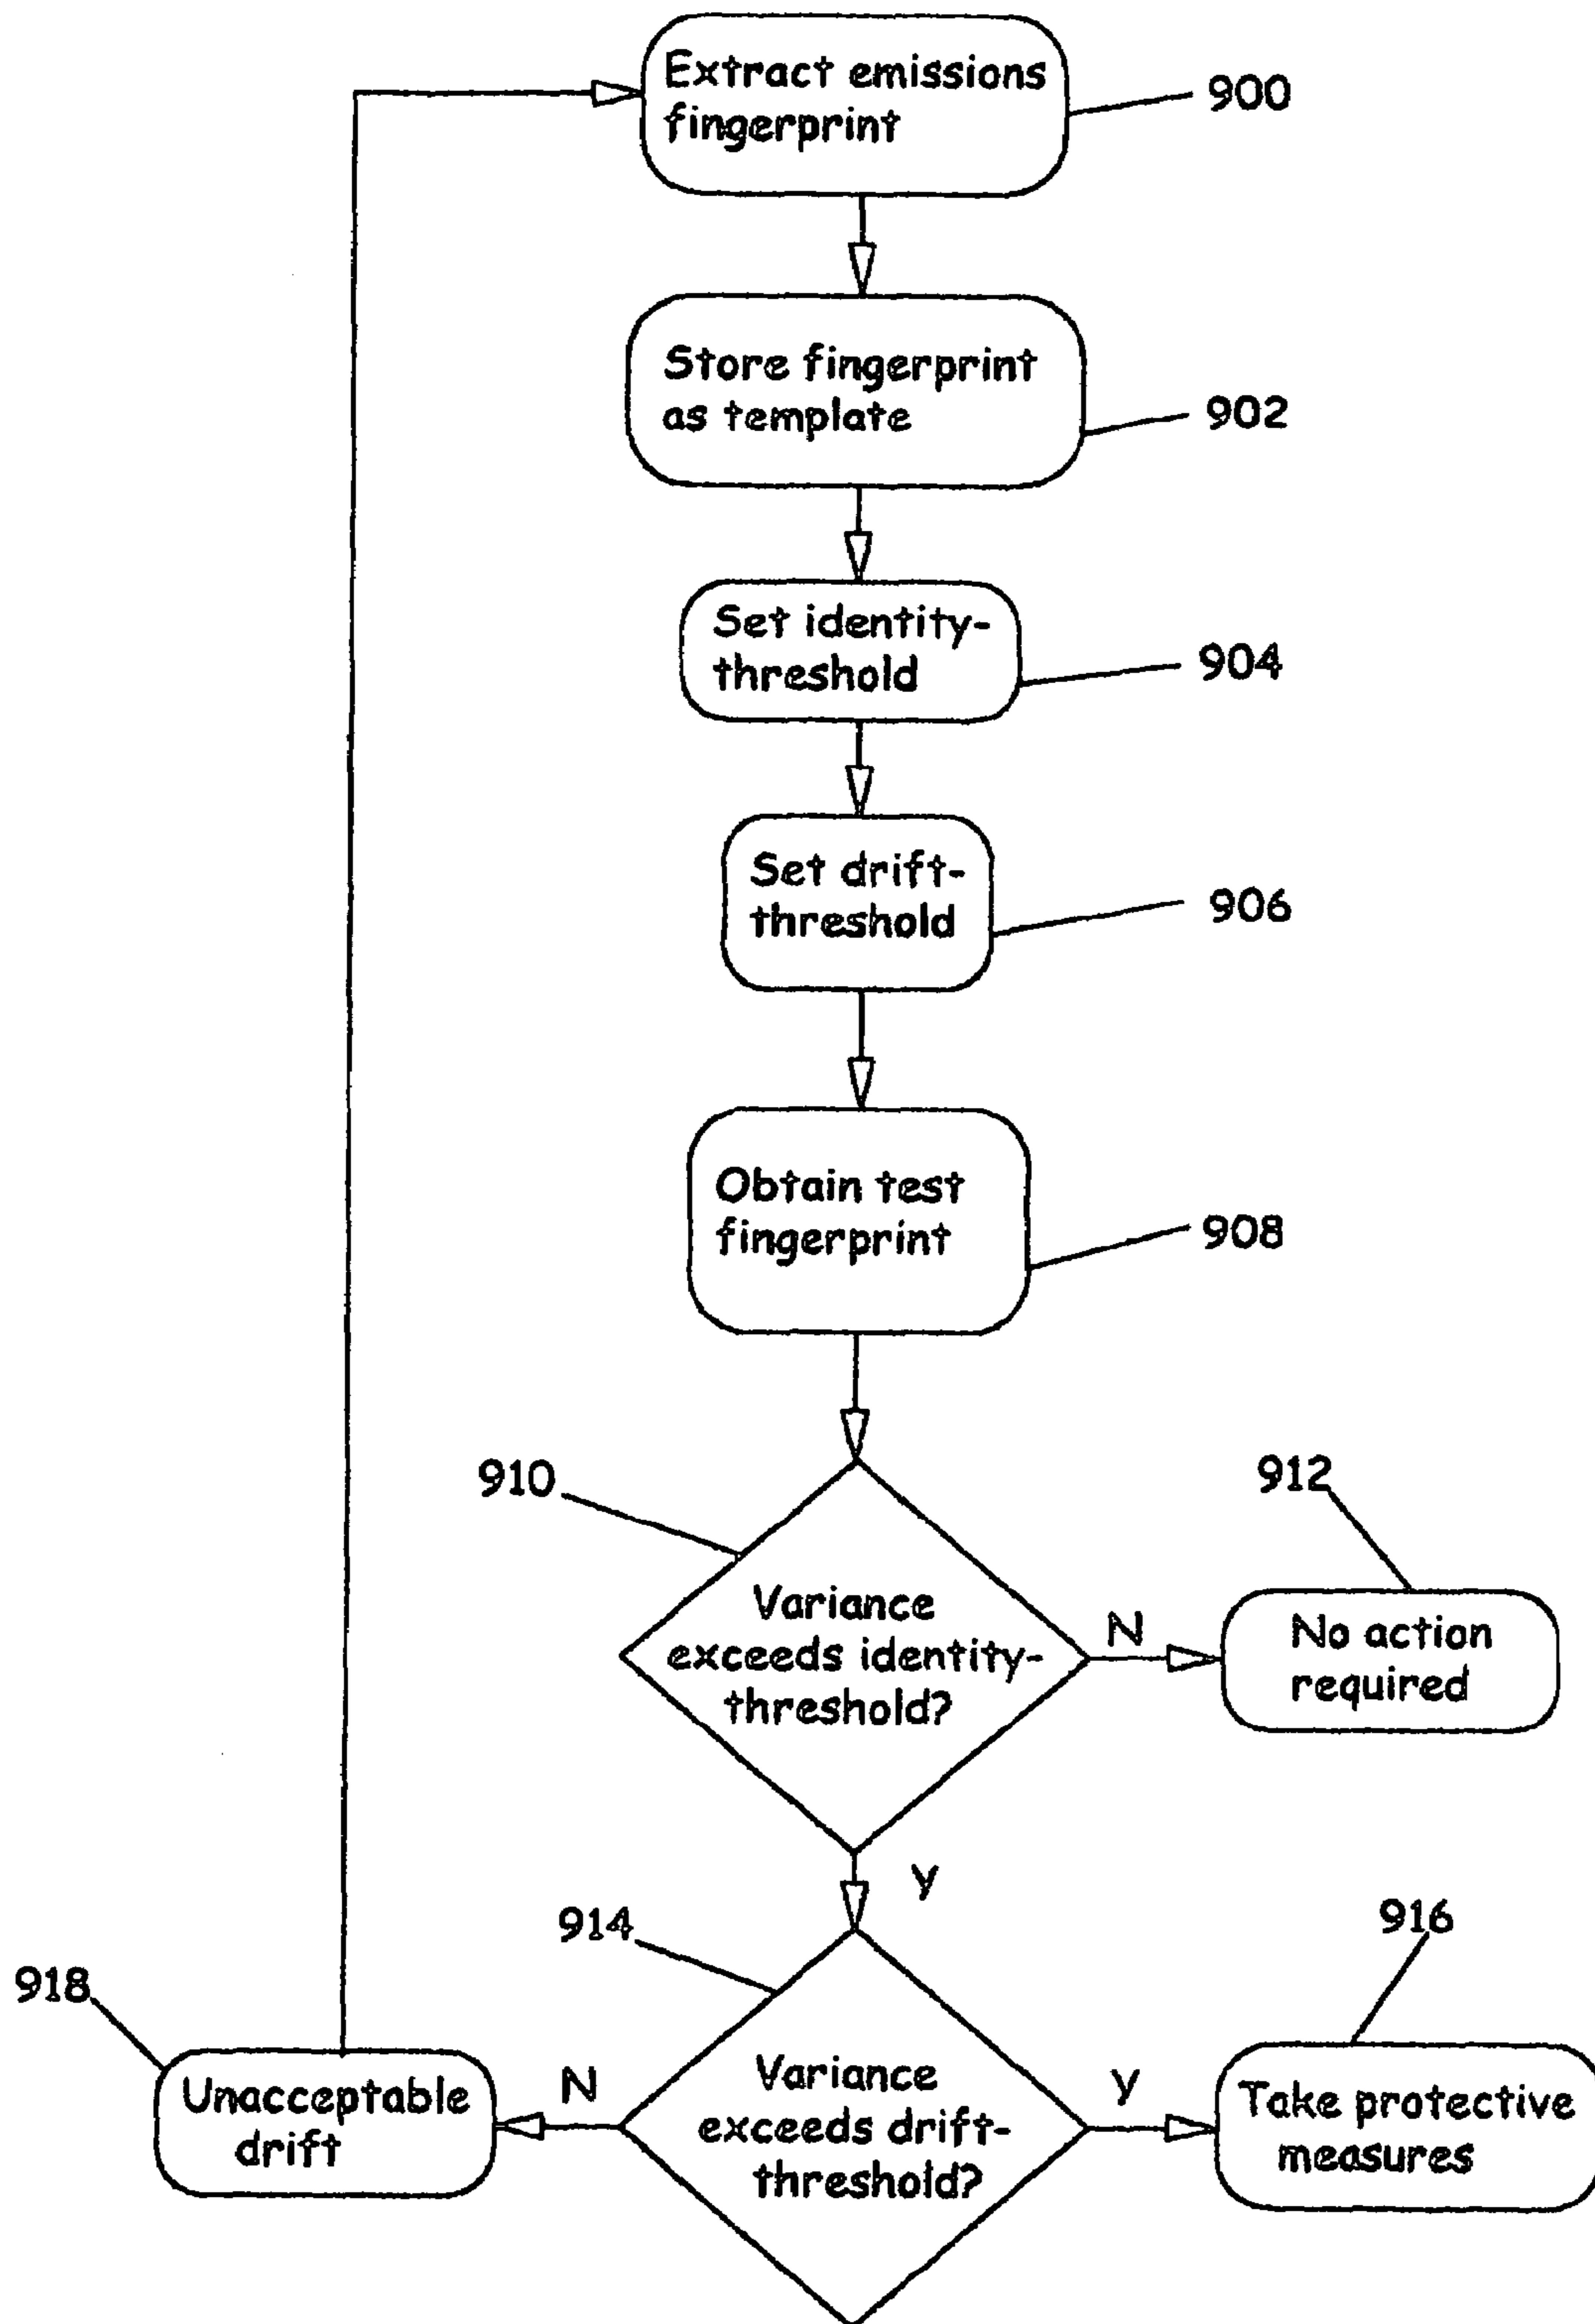 Extract emissions
fingerprint
900
Store fingerprint
as template
902
Set identity-
threshold
904
Set drift-
threshold
906
Obtain test
fingerprint
908
910
Variance
exceeds identity-
threshold?
N
912
No action
required
y
914
Variance
exceeds drift-
threshold?
y
916
Take protective
measures
N
918
Unacceptable
drift